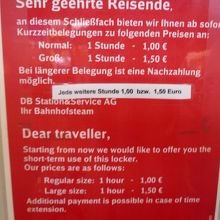 Sehr geehrte Reisende,
an diesem Schließfach bieten wir Ihnen ab sofort
Kurzzeitbelegungen zu folgenden Preisen an:
Normal: 1 Stunde - 1,00 €
Groß: 1 Stunde - 1,50 €
Bei längerer Belegung ist eine Nachzahlung
möglich.
Jede weitere Stunde 1,00 bzw. 1,50 Euro
DB Station&Service AG
Ihr Bahnhofsteam
Dear traveller,
Starting from now we would like to offer you the
short-term use of this locker.
Our prices are as follows:
Regular size: 1 hour - 1,00 €
Large size: 1 hour - 1,50 €
Additional payment is possible in case of time
extension.